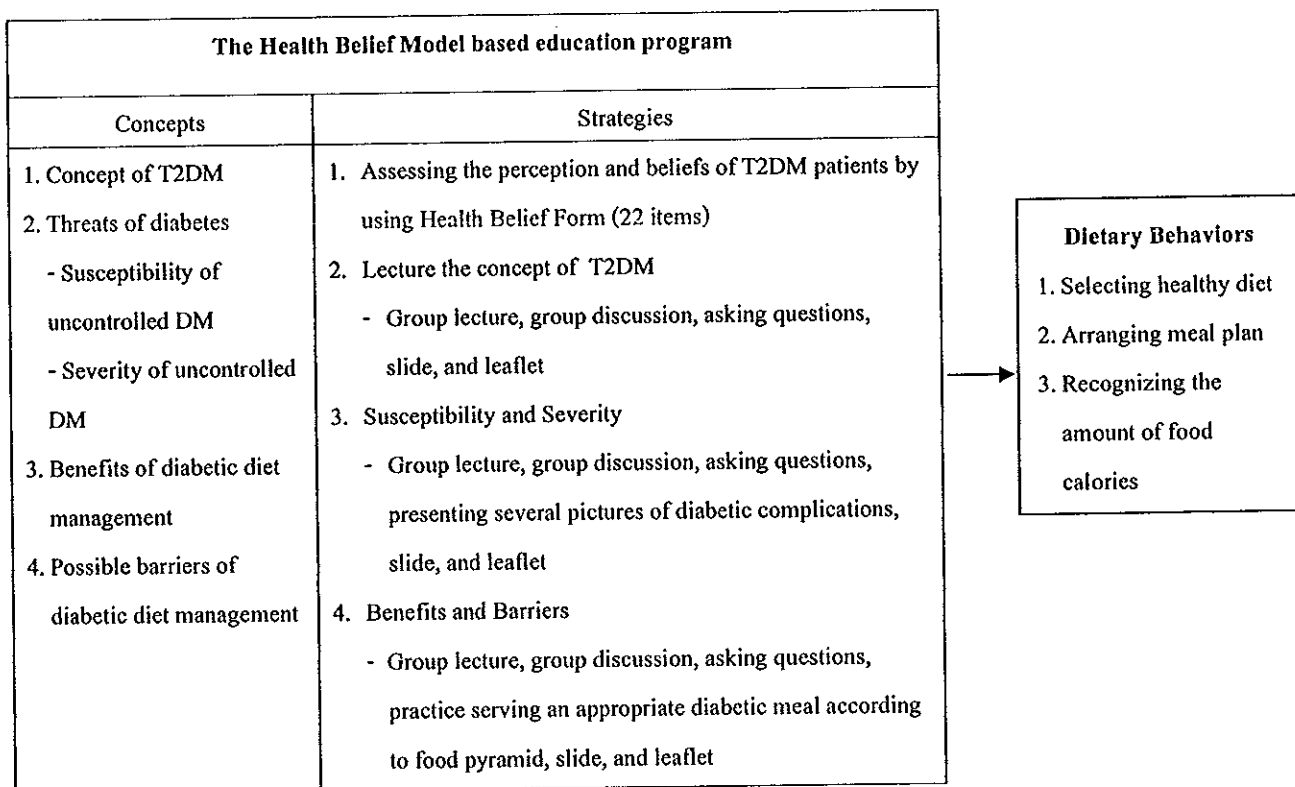 The Health Belief Model based education program
Concepts
Strategies
1. Concept of T2DM
2. Threats of diabetes
- Susceptibility of
uncontrolled DM
- Severity of uncontrolled
DM
3. Benefits of diabetic diet
management
4. Possible barriers of
diabetic diet management
1. Assessing the perception and beliefs of T2DM patients by
using Health Belief Form (22 items)
2. Lecture the concept of T2DM
- Group lecture, group discussion, asking questions,
slide, and leaflet
3. Susceptibility and Severity
- Group lecture, group discussion, asking questions,
presenting several pictures of diabetic complications,
slide, and leaflet
4. Benefits and Barriers
- Group lecture, group discussion, asking questions,
practice serving an appropriate diabetic meal according
to food pyramid, slide, and leaflet
Dietary Behaviors
1. Selecting healthy diet
2. Arranging meal plan
3. Recognizing the
amount of food
calories